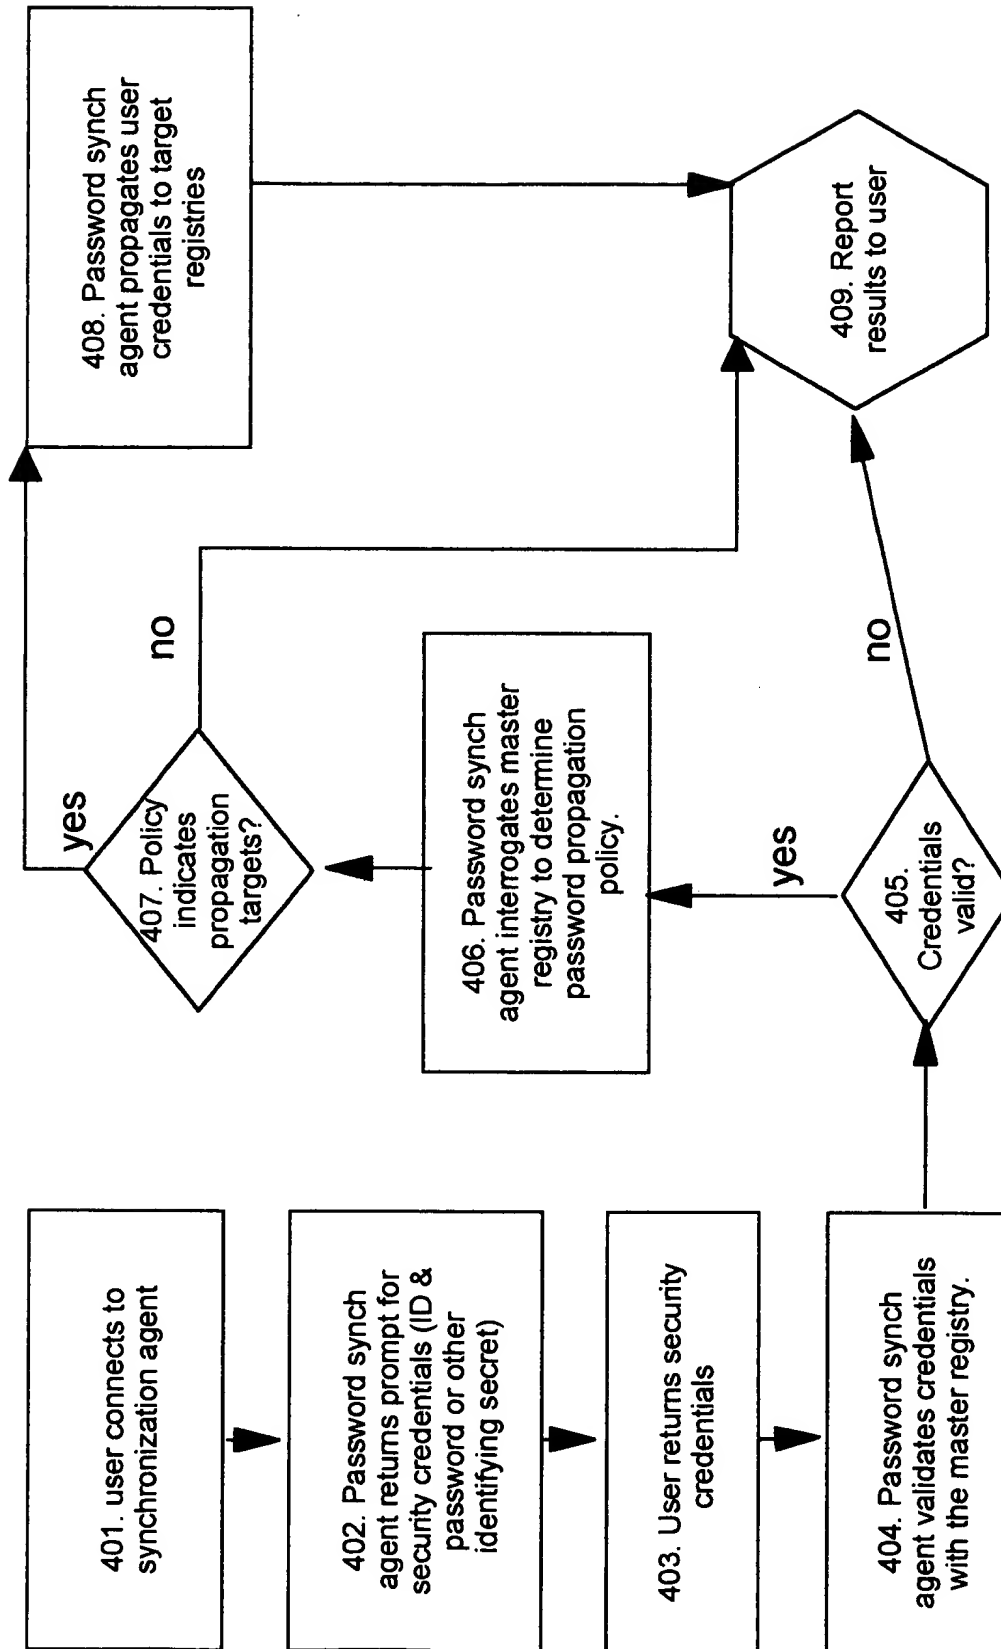 401. user connects to
synchronization agent
402. Password synch
agent returns prompt for
security credentials (ID &
password or other
identifying secret)
403. User returns security
credentials
404. Password synch
agent validates credentials
with the master registry.
405.
Credentials
valid?
yes
no
406. Password synch
agent interrogates master
registry to determine
password propagation
policy.
407. Policy
indicates
propagation
targets?
yes
no
408. Password synch
agent propagates user
credentials to target
registries
409. Report
results to user